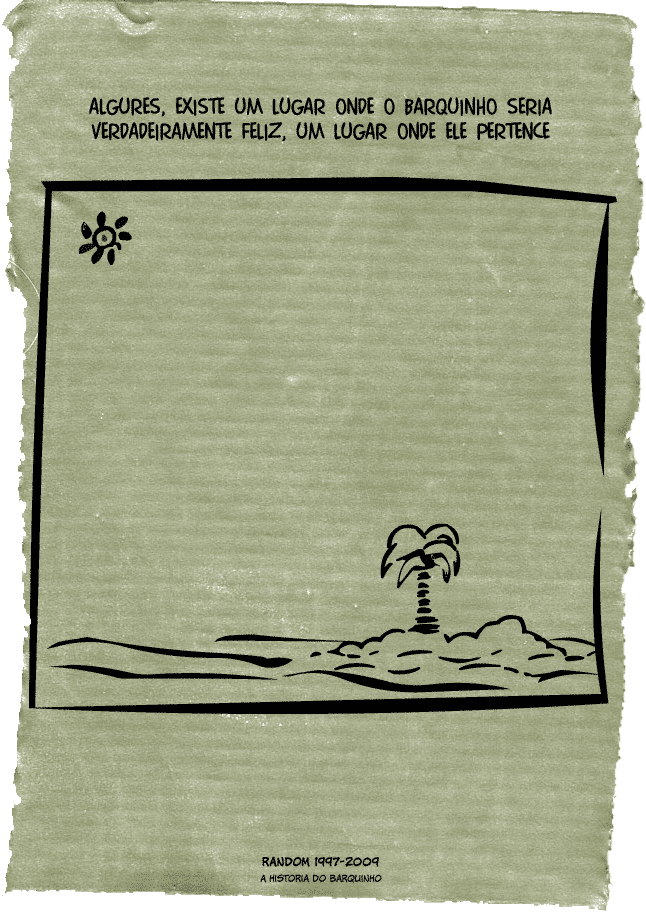 ALGURES, EXISTE UM LUGAR ONDE O BARQUINHO SERIA
VERDADEIRAMENTE FELIZ, UM LUGAR ONDE ELE PERTENCE
RANDOM 1997-2009
A HISTORIA DO BARQUINHO